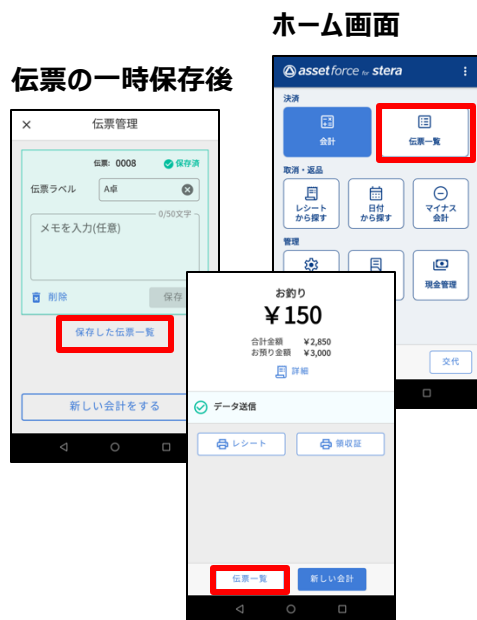 ホーム画面
伝票の一時保存後
assetforce for stera
決済
会計
伝票一覧
取消・返品
レシート
から探す
日付
から探す
マイナス
会計
管理
現金管理
交代
伝票管理
伝票: 0008
保存済
伝票ラベル
A卓
0/50文字
メモを入力(任意)
削除
保存
保存した伝票一覧
新しい会計をする
お釣り
¥150
合計金額 ¥2,850
お預り金額 ¥3,000
詳細
データ送信
レシート
領収証
伝票一覧
新しい会計